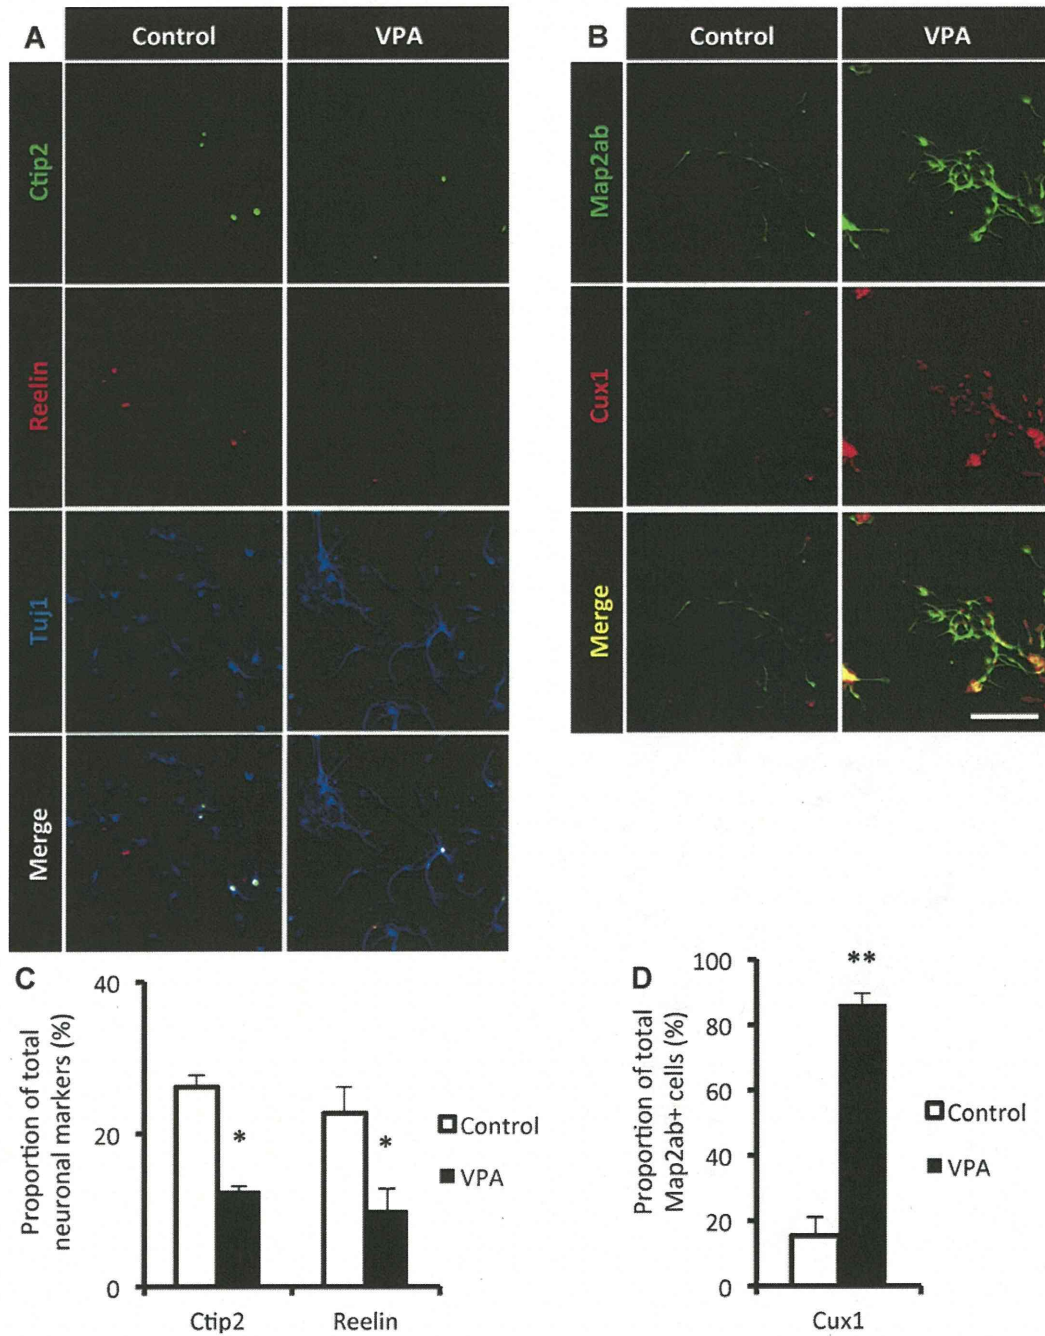 A
Control
VPA
Ctip2
Reelin
Tuj1
Merge
B
Control
VPA
Map2ab
Cux1
Merge
C
Proportion of total
neuronal markers (%)
40
20
0
*
*
Ctip2
Reelin
Control
VPA
D
Proportion of total
Map2ab+ cells (%)
100
80
60
40
20
0
**
Cux1
Control
VPA